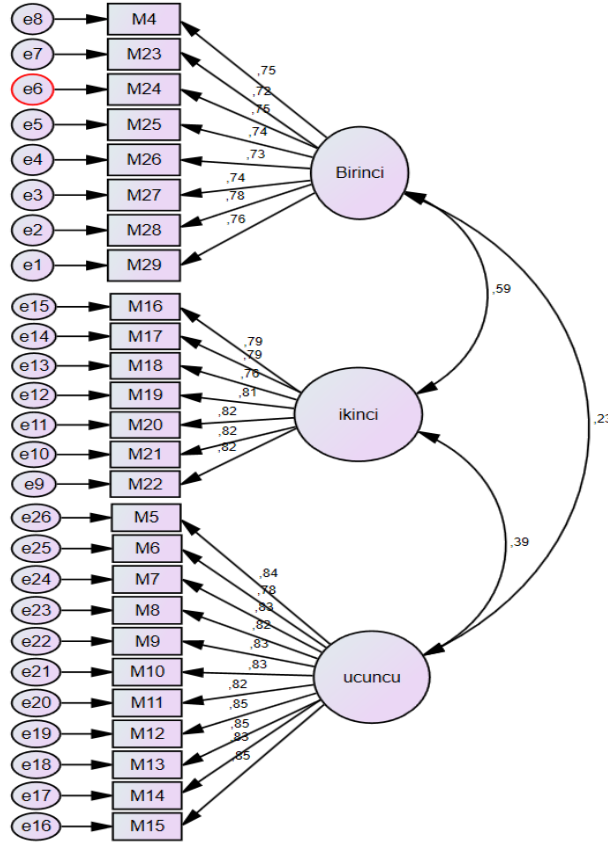 e8 M4
e7 M23
e6 M24
e5 M25
e4 M26
e3 M27
e2 M28
e1 M29
,75
,72
,75
,74
,73
,74
,78
,76
Birinci
,59
,23
e15 M16
e14 M17
e13 M18
e12 M19
e11 M20
e10 M21
e9 M22
,79
,79
,76
,81
,82
,82
,82
ikinci
,39
e26 M5
e25 M6
e24 M7
e23 M8
e22 M9
e21 M10
e20 M11
e19 M12
e18 M13
e17 M14
e16 M15
,84
,78
,83
,82
,83
,83
,82
,85
,85
,83
,85
ucuncu